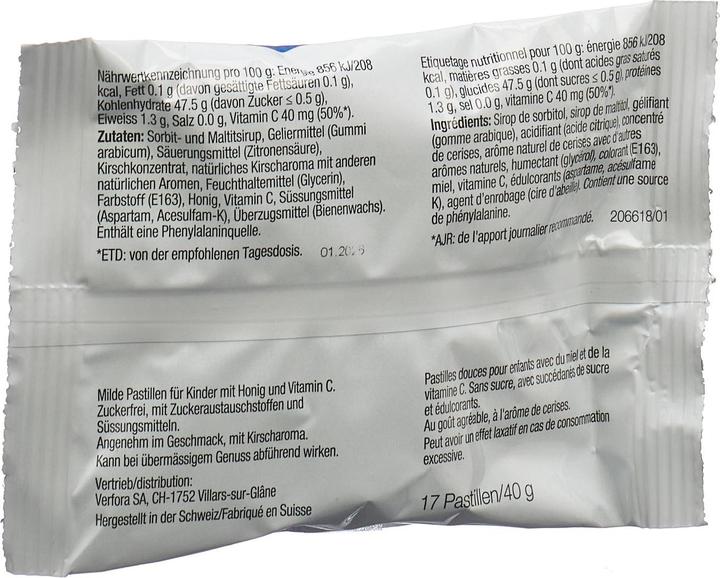 Nährwertkennzeichnung pro 100 g: Energie 856 kJ/208
kcal, Fett 0.1 g (davon gesättigte Fettsäuren 0.1 g),
Kohlenhydrate 47.5 g (davon Zucker ≤ 0.5 g),
Eiweiss 1.3 g, Salz 0.0 g, Vitamin C 40 mg (50%*).
Zutaten: Sorbit- und Maltitsirup, Geliermittel (Gummi
arabicum), Säuerungsmittel (Zitronensäure),
Kirschkonzentrat, natürliches Kirscharoma mit anderen
natürlichen Aromen, Feuchthaltemittel (Glycerin),
Farbstoff (E163), Honig, Vitamin C, Süssungsmittel
(Aspartam, Acesulfam-K), Überzugsmittel (Bienenwachs).
Enthält eine Phenylalaninquelle.
*ETD: von der empfohlenen Tagesdosis.
Etiquetage nutritionnel pour 100 g: énergie 856 kJ/208
kcal, matières grasses 0.1 g (dont acides gras saturés
0.1 g), glucides 47.5 g (dont sucres ≤ 0.5 g), protéines
1.3 g, sel 0.0 g, vitamine C 40 mg (50%*).
Ingrédients: Sirop de sorbitol, sirop de maltitol, gélifiant
(gomme arabique), acidifiant (acide citrique), concentré
de cerises, arôme naturel de cerises avec d'autres
arômes naturels, humectant (glycérol), colorant (E163),
miel, vitamine C, édulcorants (aspartame, acésulfame
K), agent d'enrobage (cire d'abeille). Contient une source
de phénylalanine.
206618/01
*AJR: de l'apport journalier recommandé.
Milde Pastillen für Kinder mit Honig und Vitamin C.
Zuckerfrei, mit Zuckeraustauschstoffen und
Süssungsmitteln.
Angenehm im Geschmack, mit Kirscharoma.
Kann bei übermässigem Genuss abführend wirken.
Vertrieb/distribution:
Verfora SA, CH-1752 Villars-sur-Glâne
Hergestellt in der Schweiz/Fabriqué en Suisse
Pastilles douces pour enfants avec du miel et de la
vitamine C. Sans sucre, avec succédanés de sucre
et édulcorants.
Au goût agréable, à l'arôme de cerises.
Peut avoir un effet laxatif en cas de consommation
excessive.
17 Pastillen/40 g